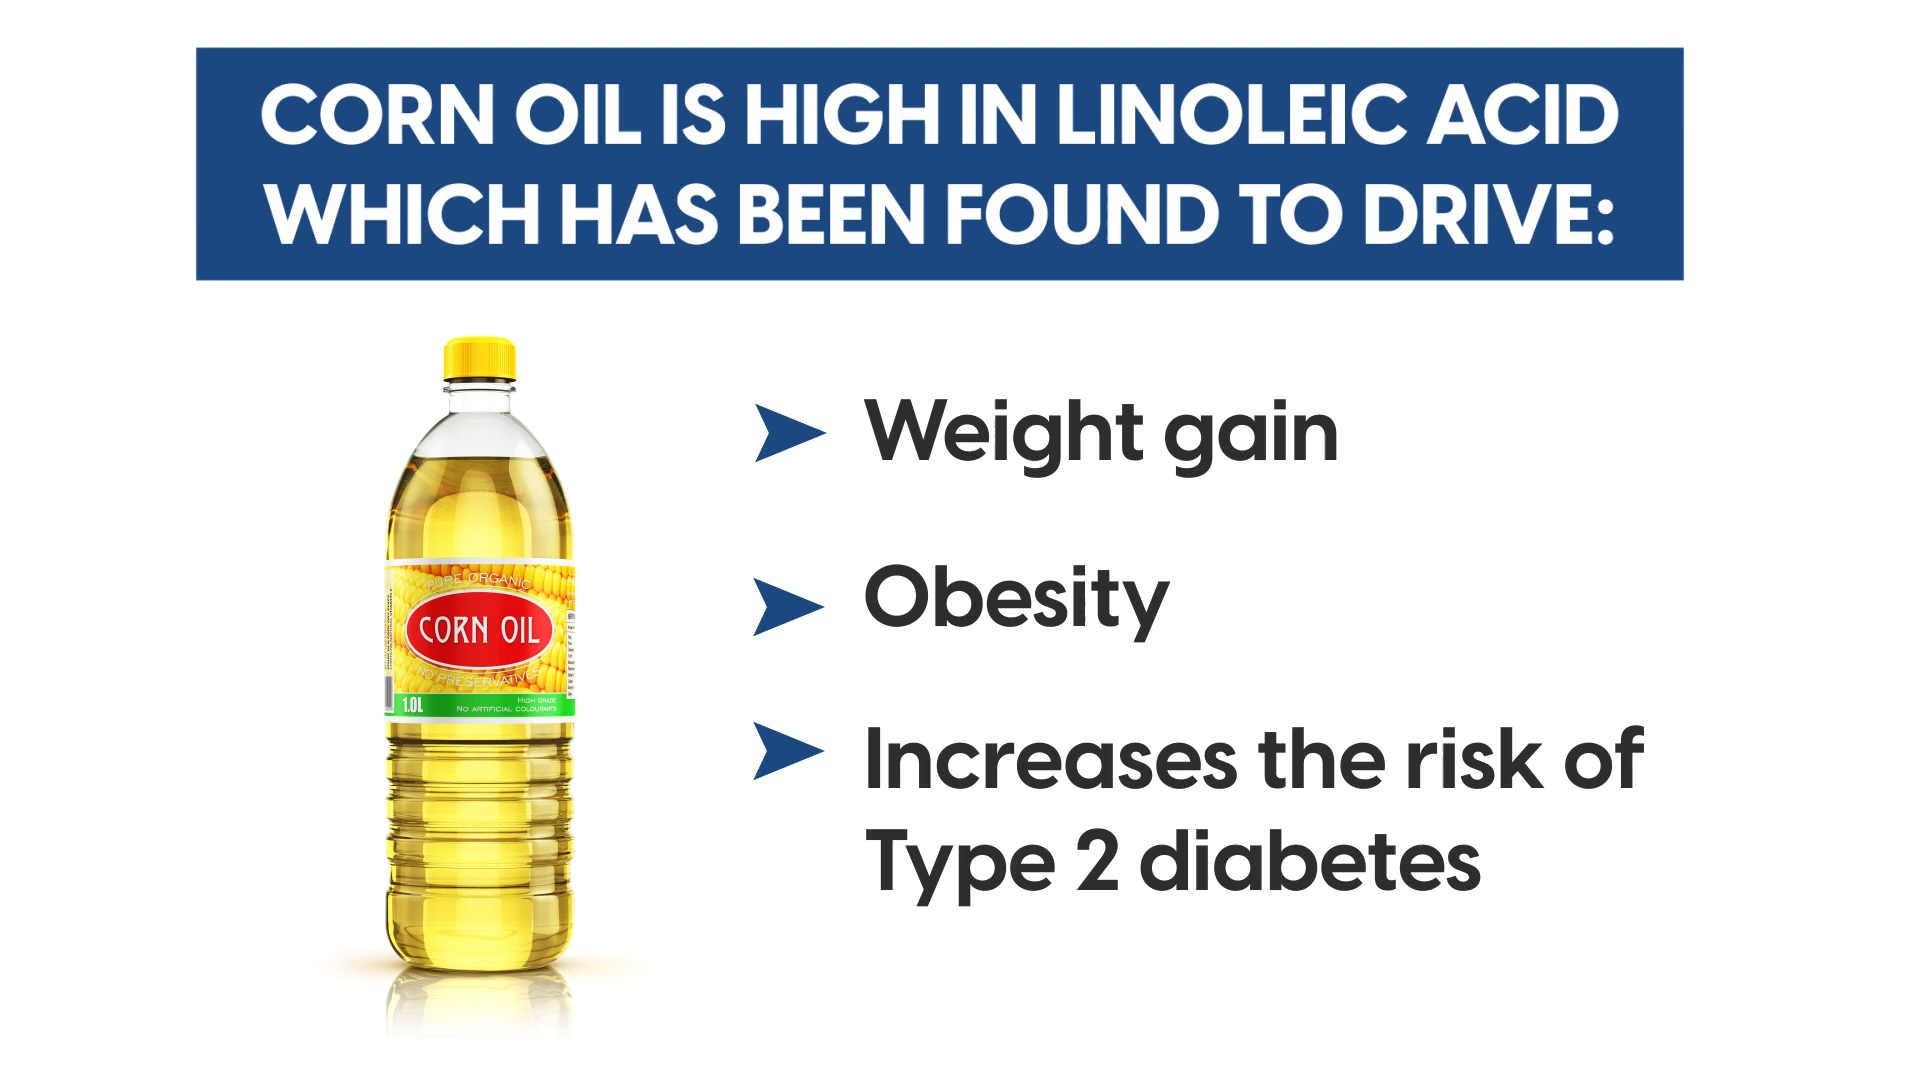 CORN OIL IS HIGH IN LINOLEIC ACID
WHICH HAS BEEN FOUND TO DRIVE:
Weight gain
Obesity
Increases the risk of
Type 2 diabetes
PURE ORGANIC
CORN OIL
NO PRESERVATIVES
1.0L
HIGH GRADE
NO ARTIFICIAL COLOURANTS